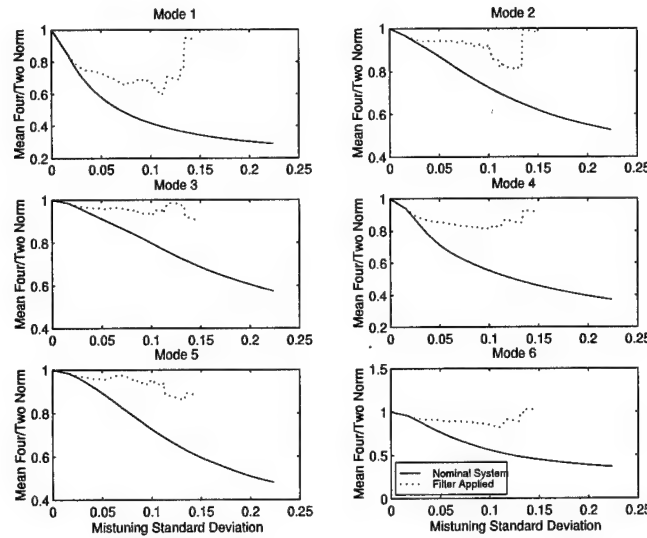 Mode 1
Mean Four/Two Norm
1
0.8
0.6
0.4
0.2
0 0.05 0.1 0.15 0.2 0.25
Mode 2
Mean Four/Two Norm
1
0.8
0.6
0.4
0 0.05 0.1 0.15 0.2 0.25
Mode 3
Mean Four/Two Norm
1
0.8
0.6
0.4
0 0.05 0.1 0.15 0.2 0.25
Mode 4
Mean Four/Two Norm
1
0.8
0.6
0.4
0.2
0 0.05 0.1 0.15 0.2 0.25
Mode 5
Mean Four/Two Norm
1
0.8
0.6
0.4
0 0.05 0.1 0.15 0.2 0.25
Mistuning Standard Deviation
Mode 6
Mean Four/Two Norm
1.5
1
0.5
0
Nominal System
Filter Applied
0 0.05 0.1 0.15 0.2 0.25
Mistuning Standard Deviation